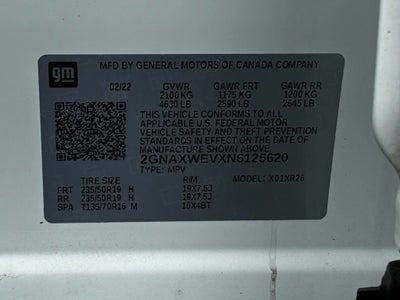 gm
MFD BY GENERAL MOTORS OF CANADA COMPANY
02/22 GVWR GAWR FRT GAWR RR
2100 KG 1175 KG 1200 KG
4630 LB 2590 LB 2645 LB
THIS VEHICLE CONFORMS TO ALL APPLICABLE
U.S. FEDERAL MOTOR VEHICLE SAFETY, BUMPER,
AND THEFT PREVENTION STANDARDS IN EFFECT ON
THE DATE OF MANUFACTURE SHOWN ABOVE.
2GNAXWEVXN6125620
TYPE: MPV MODEL: X01XR26
TIRE SIZE RIM
FRT 235/50R19 H 19X7.5J
RR 235/50R19 H 19X7.5J
SPA T135/70R16 M 16X4BT